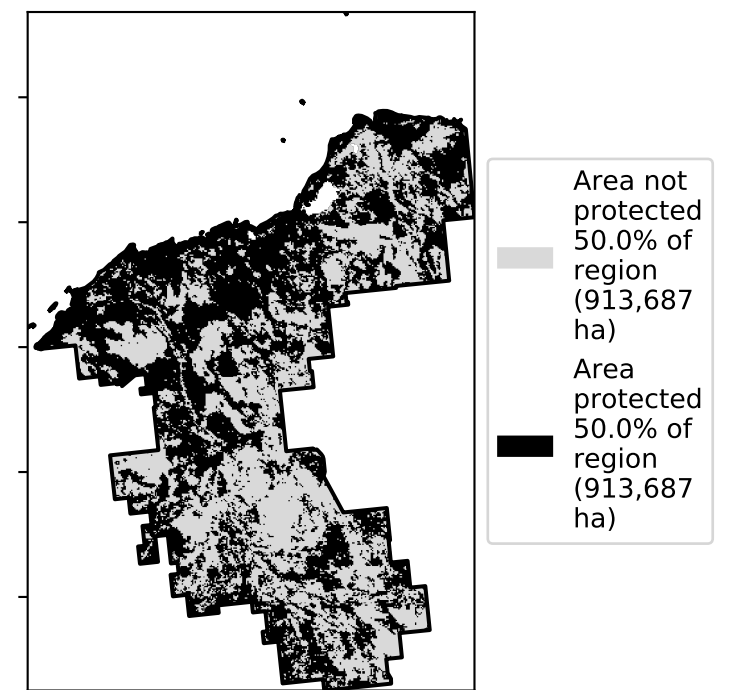 Area not
protected
50.0% of
region
(913,687
ha)
Area
protected
50.0% of
region
(913,687
ha)